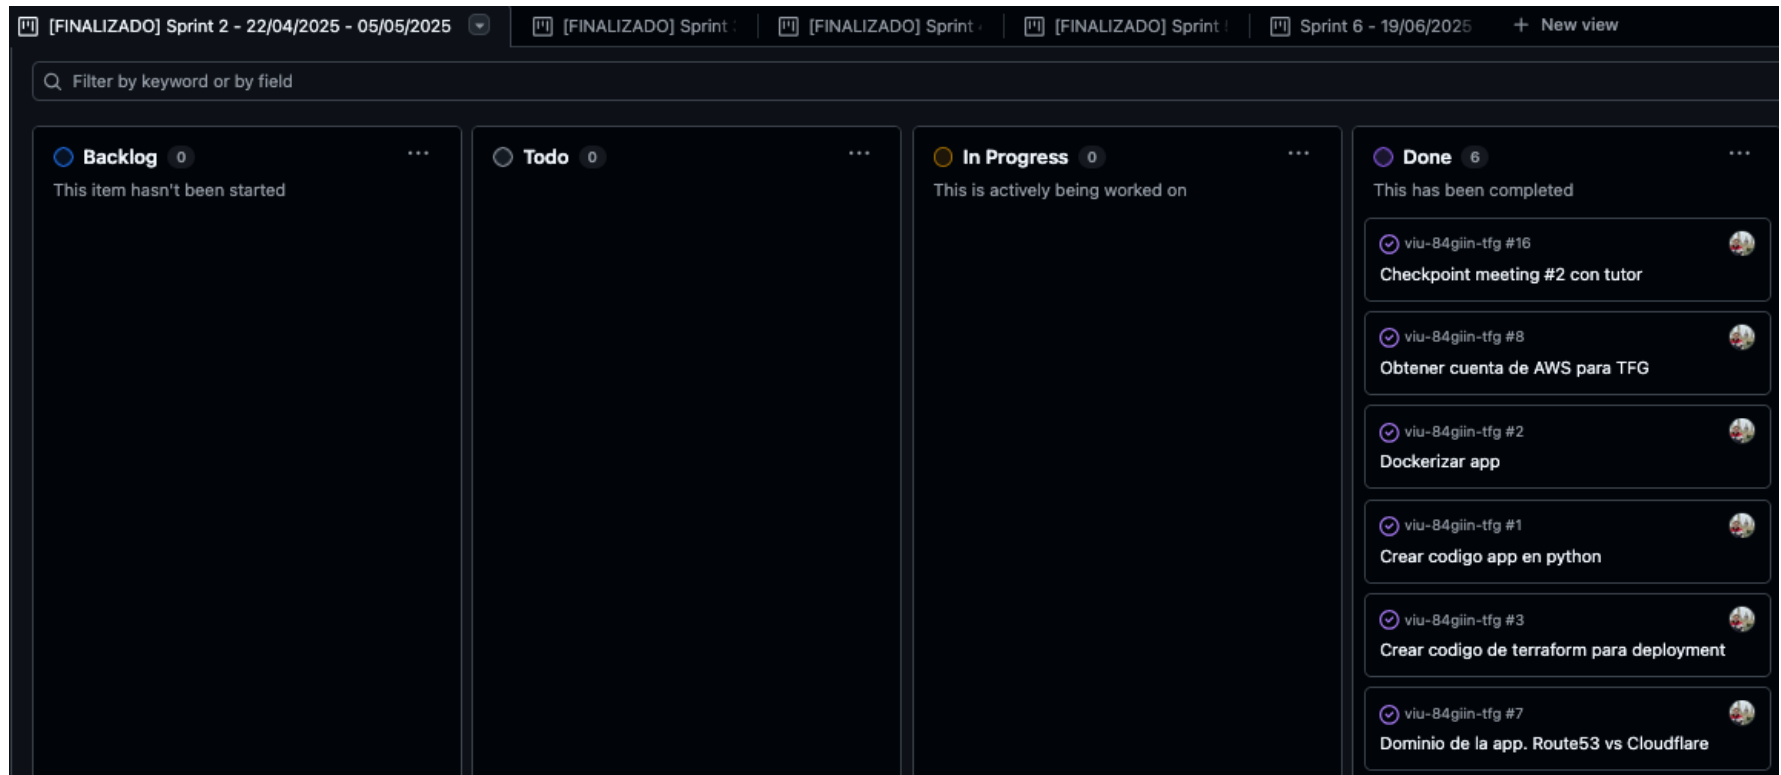 [FINALIZADO] Sprint 2 - 22/04/2025 - 05/05/2025
[FINALIZADO] Sprint
[FINALIZADO] Sprint
[FINALIZADO] Sprint
Sprint 6 - 19/06/2025
New view
Filter by keyword or by field
Backlog 0
This item hasn't been started
Todo 0
In Progress 0
This is actively being worked on
Done 6
This has been completed
viu-84giin-tfg #16
Checkpoint meeting #2 con tutor
viu-84giin-tfg #8
Obtener cuenta de AWS para TFG
viu-84giin-tfg #2
Dockerizar app
viu-84giin-tfg #1
Crear codigo app en python
viu-84giin-tfg #3
Crear codigo de terraform para deployment
viu-84giin-tfg #7
Dominio de la app. Route53 vs Cloudflare